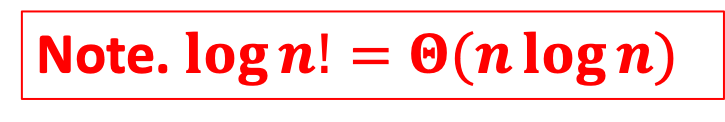 Note. log n! = Θ(n log n)